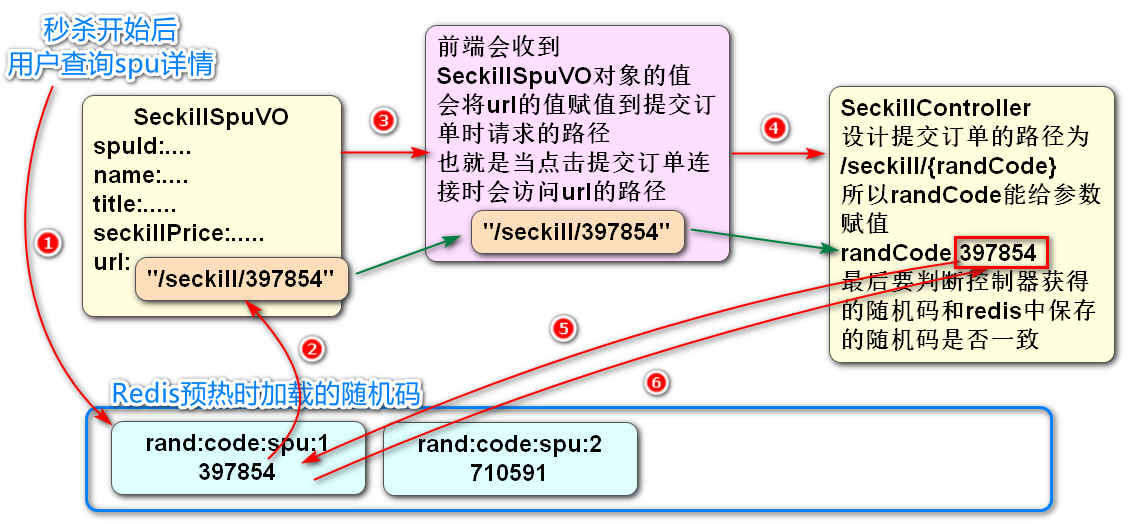 秒杀开始后
用户查询spu详情
SeckillSpuVO
spuId:....
name:....
title:.....
seckillPrice:.....
url:
"/seckill/397854"
前端会收到
SeckillSpuVO对象的值
会将url的值赋值到提交订
单时请求的路径
也就是当点击提交订单连
接时会访问url的路径
"/seckill/397854"
SeckillController
设计提交订单的路径为
/seckill/{randCode}
所以randCode能给参数
赋值
randCode 397854
最后要判断控制器获得
的随机码和redis中保存
的随机码是否一致
1
2
3
4
5
6
Redis预热时加载的随机码
rand:code:spu:1
397854
rand:code:spu:2
710591